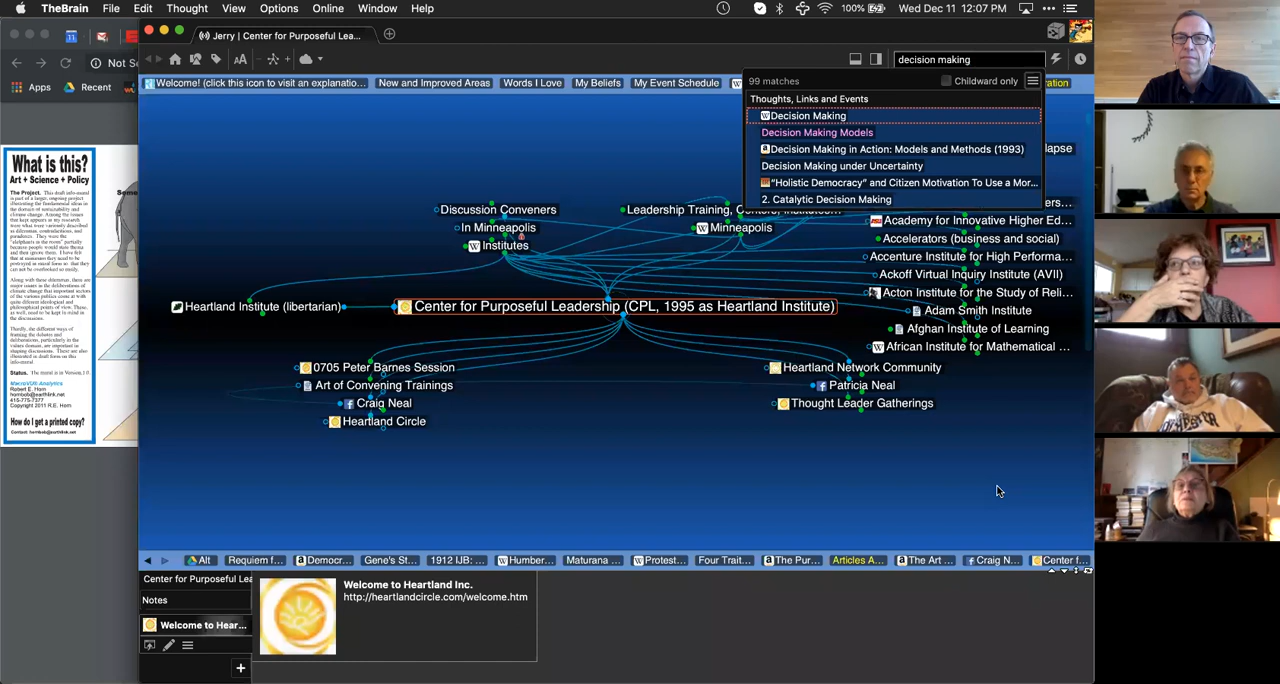 TheBrain File Edit Thought View Options Online Window Help 100% Wed Dec 11 12:07 PM
Jerry | Center for Purposeful Lea...
Not S
Apps Recent
decision making
Welcome! (click this icon to visit an explanatio... New and Improved Areas Words I Love My Beliefs My Event Schedule
99 matches Childward only
Thoughts, Links and Events
Decision Making
Decision Making Models
Decision Making in Action: Models and Methods (1993)
Decision Making under Uncertainty
"Holistic Democracy" and Citizen Motivation To Use a Mor...
2. Catalytic Decision Making
Discussion Conveners
In Minneapolis
Institutes
Leadership Training,
Minneapolis
Academy for Innovative Higher Ed...
Accelerators (business and social)
Accenture Institute for High Performa...
Ackoff Virtual Inquiry Institute (AVII)
Acton Institute for the Study of Reli...
Adam Smith Institute
Afghan Institute of Learning
African Institute for Mathematical ...
Heartland Institute (libertarian)
Center for Purposeful Leadership (CPL, 1995 as Heartland Institute)
0705 Peter Barnes Session
Art of Convening Trainings
Craig Neal
Heartland Circle
Heartland Network Community
Patricia Neal
Thought Leader Gatherings
Alt Requiem f... Democr... Gene's St... 1912 IJB: ... Humber... Maturana ... Protest... Four Trait... The Pur... Articles A... The Art ... Craig N... Center f...
Center for Purposeful Lea
Notes
Welcome to Hear...
Welcome to Heartland Inc.
http://heartlandcircle.com/welcome.htm
What is this?
Art + Science + Policy
How do I get a printed copy?